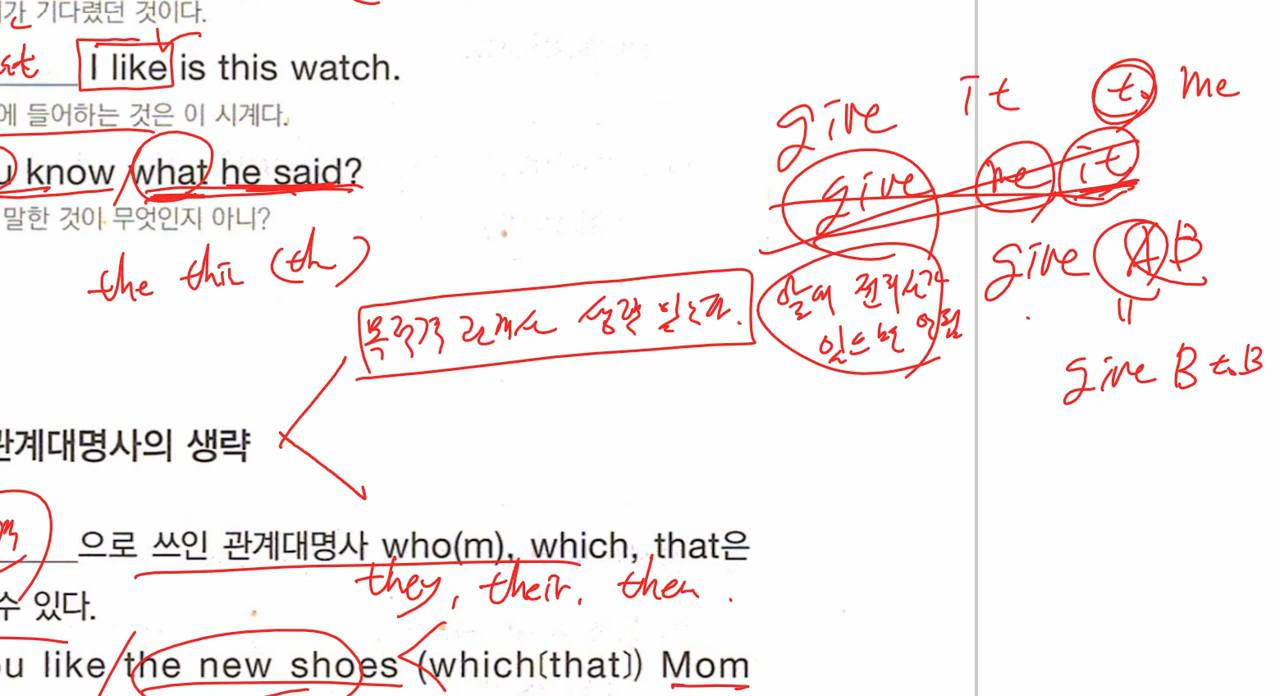 기다렸던 것이다.
I like is this watch.
에 들어하는 것은 이 시계다.
know what he said?
말한 것이 무엇인지 아니?
the thin (th)
give it to me
give me it
give A B
=
give B to B
목적격 관계사 생략 있는가.
앞에 전치사가
있으면 안됨
관계대명사의 생략
으로 쓰인 관계대명사 who(m), which, that은
they, their, them.
수 있다.
u like the new shoes (which(that)) Mom